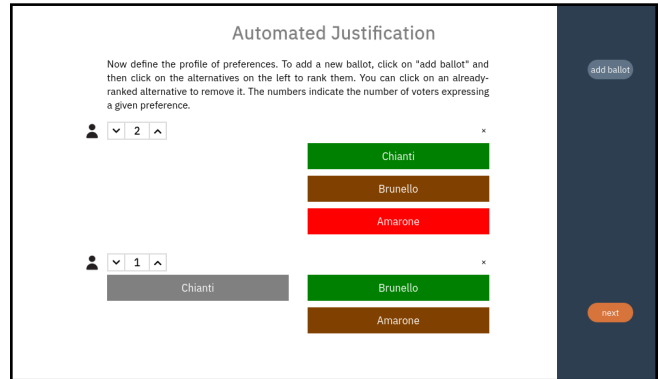 Automated Justification
Now define the profile of preferences. To add a new ballot, click on "add ballot" and
then click on the alternatives on the left to rank them. You can click on an already-
ranked alternative to remove it. The numbers indicate the number of voters expressing
a given preference.
add ballot
2 ×
Chianti
Brunello
Amarone
1 ×
Chianti Brunello
Amarone
next